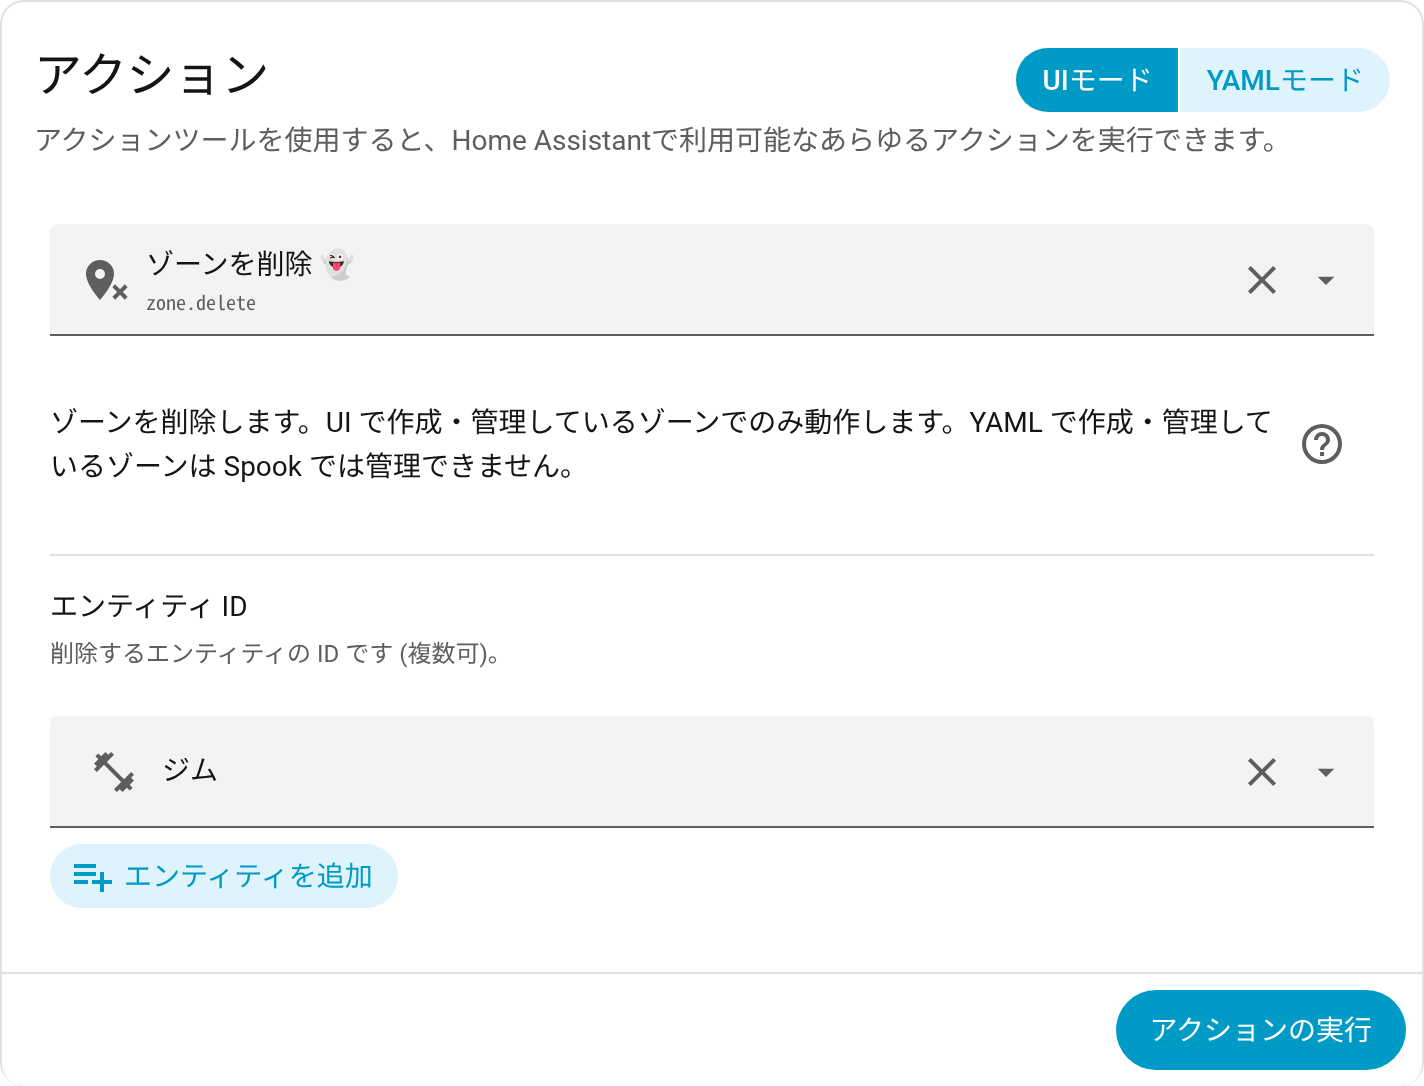 アクション
UIモード
YAMLモード
アクションツールを使用すると、Home Assistantで利用可能なあらゆるアクションを実行できます。
ゾーンを削除 👻
zone.delete
ゾーンを削除します。UI で作成・管理しているゾーンでのみ動作します。YAML で作成・管理して
いるゾーンは Spook では管理できません。
エンティティ ID
削除するエンティティの ID です (複数可)。
ジム
エンティティを追加
アクションの実行